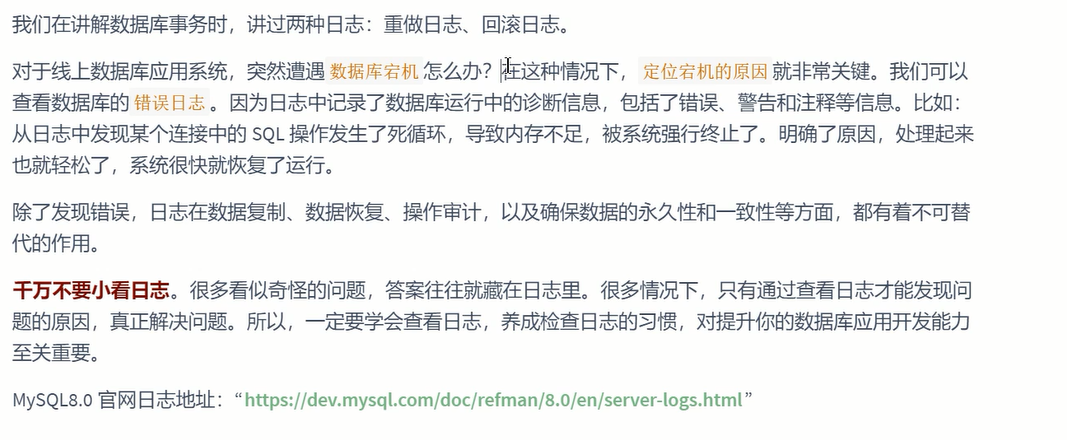 我们在讲解数据库事务时，讲过两种日志：重做日志、回滚日志。
对于线上数据库应用系统，突然遭遇 数据库宕机 怎么办？在这种情况下， 定位宕机的原因 就非常关键。我们可以
查看数据库的 错误日志 。因为日志中记录了数据库运行中的诊断信息，包括了错误、警告和注释等信息。比如：
从日志中发现某个连接中的 SQL 操作发生了死循环，导致内存不足，被系统强行终止了。明确了原因，处理起来
也就轻松了，系统很快就恢复了运行。
除了发现错误，日志在数据复制、数据恢复、操作审计，以及确保数据的永久性和一致性等方面，都有着不可替
代的作用。
千万不要小看日志。很多看似奇怪的问题，答案往往就藏在日志里。很多情况下，只有通过查看日志才能发现问
题的原因，真正解决问题。所以，一定要学会查看日志，养成检查日志的习惯，对提升你的数据库应用开发能力
至关重要。
MySQL8.0 官网日志地址：“https://dev.mysql.com/doc/refman/8.0/en/server-logs.html”